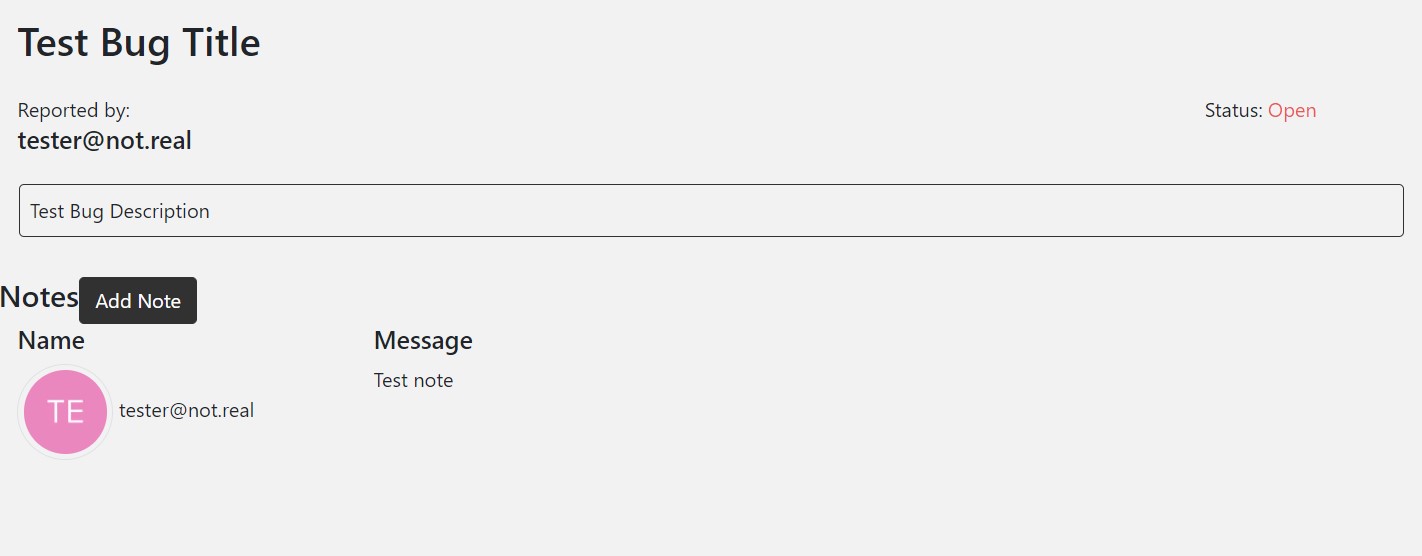 Test Bug Title
Reported by:
Status: Open
tester@not.real
Test Bug Description
Notes Add Note
Name Message
Test note
TE tester@not.real